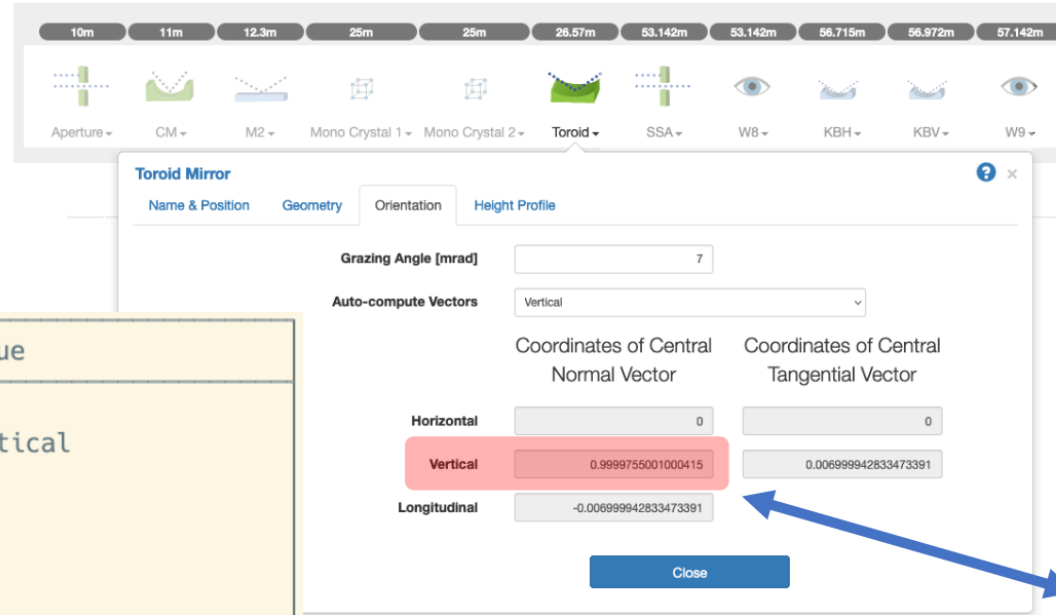 10m 11m 12.3m 25m 25m 26.57m 53.142m 53.142m 56.715m 56.972m 57.142m
Aperture CM M2 Mono Crystal 1 Mono Crystal 2 Toroid SSA W8 KBH KBV W9
Toroid Mirror ? ×
Name & Position Geometry Orientation Height Profile
Grazing Angle [mrad] 7
Auto-compute Vectors Vertical
Coordinates of Central Normal Vector
Coordinates of Central Tangential Vector
Horizontal 0 0
Vertical 0.9999755001000415 0.006999942833473391
Longitudinal -0.006999942833473391
Close
ue
tical